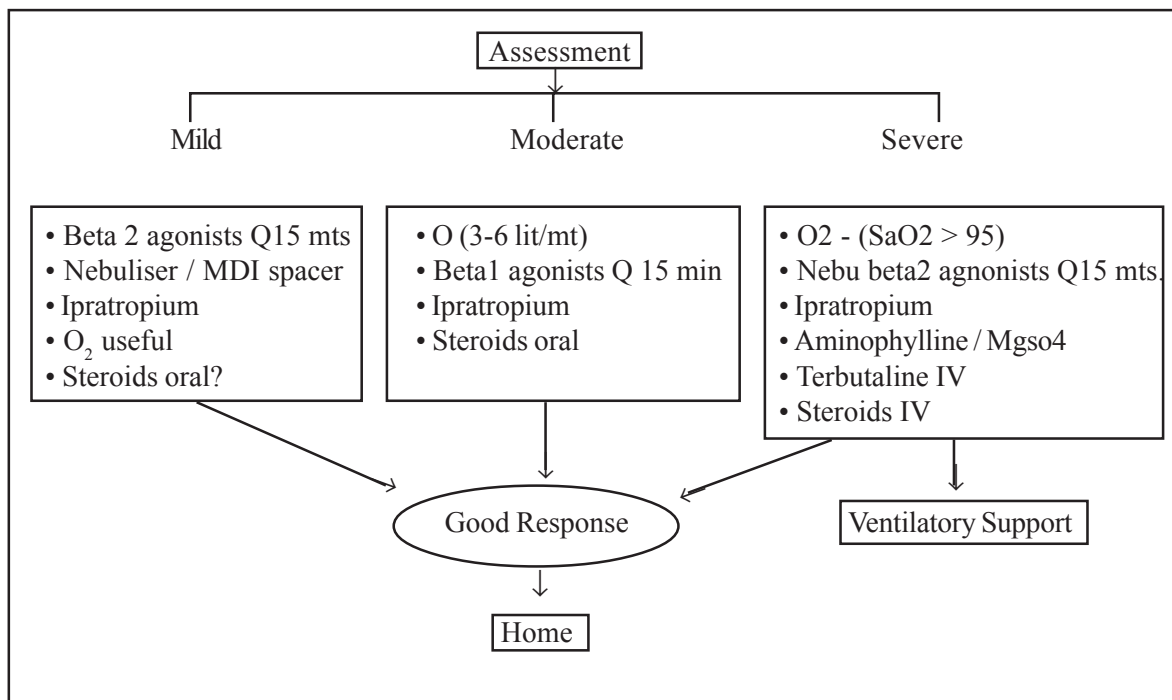 Assessment
Mild
Moderate
Severe
• Beta 2 agonists Q15 mts
• Nebuliser / MDI spacer
• Ipratropium
• O2 useful
• Steroids oral?
• O (3-6 lit/mt)
• Beta1 agonists Q 15 min
• Ipratropium
• Steroids oral
• O2 - (SaO2 > 95)
• Nebu beta2 agnonists Q15 mts.
• Ipratropium
• Aminophylline / Mgso4
• Terbutaline IV
• Steroids IV
Good Response
Ventilatory Support
Home